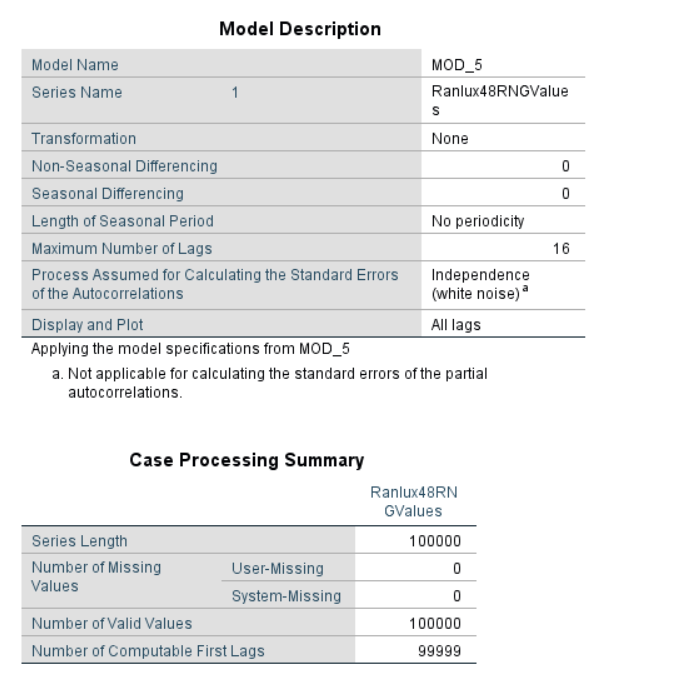 Model Description
Model Name MOD_5
Series Name 1 Ranlux48RNGValue
s
Transformation None
Non-Seasonal Differencing 0
Seasonal Differencing 0
Length of Seasonal Period No periodicity
Maximum Number of Lags 16
Process Assumed for Calculating the Standard Errors Independence
of the Autocorrelations (white noise)ª
Display and Plot All lags
Applying the model specifications from MOD_5
a. Not applicable for calculating the standard errors of the partial
autocorrelations.
Case Processing Summary
Ranlux48RN
GValues
Series Length 100000
Number of Missing User-Missing 0
Values System-Missing 0
Number of Valid Values 100000
Number of Computable First Lags 99999